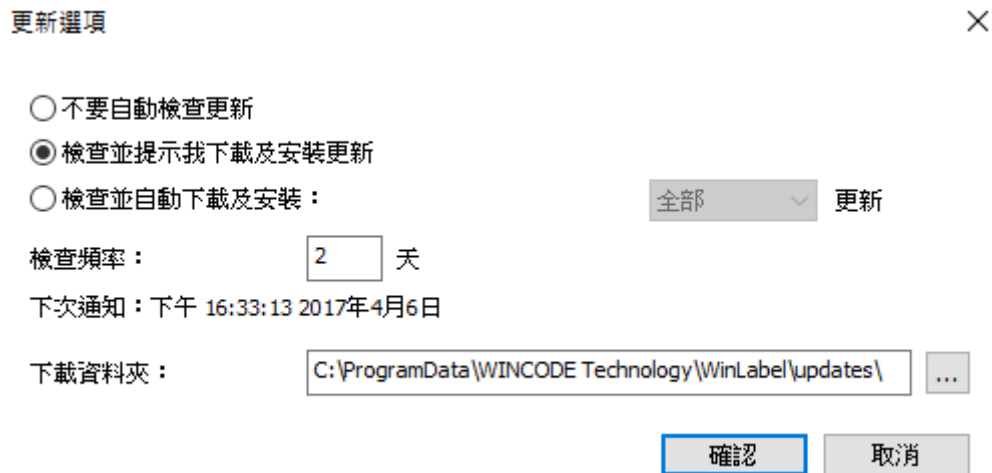 更新選項
不要自動檢查更新
檢查並提示我下載及安裝更新
檢查並自動下載及安裝： 全部 更新
檢查頻率： 2 天
下次通知：下午 16:33:13 2017年4月6日
下載資料夾： C:\ProgramData\WINCODE Technology\WinLabel\updates\ ...
確認 取消